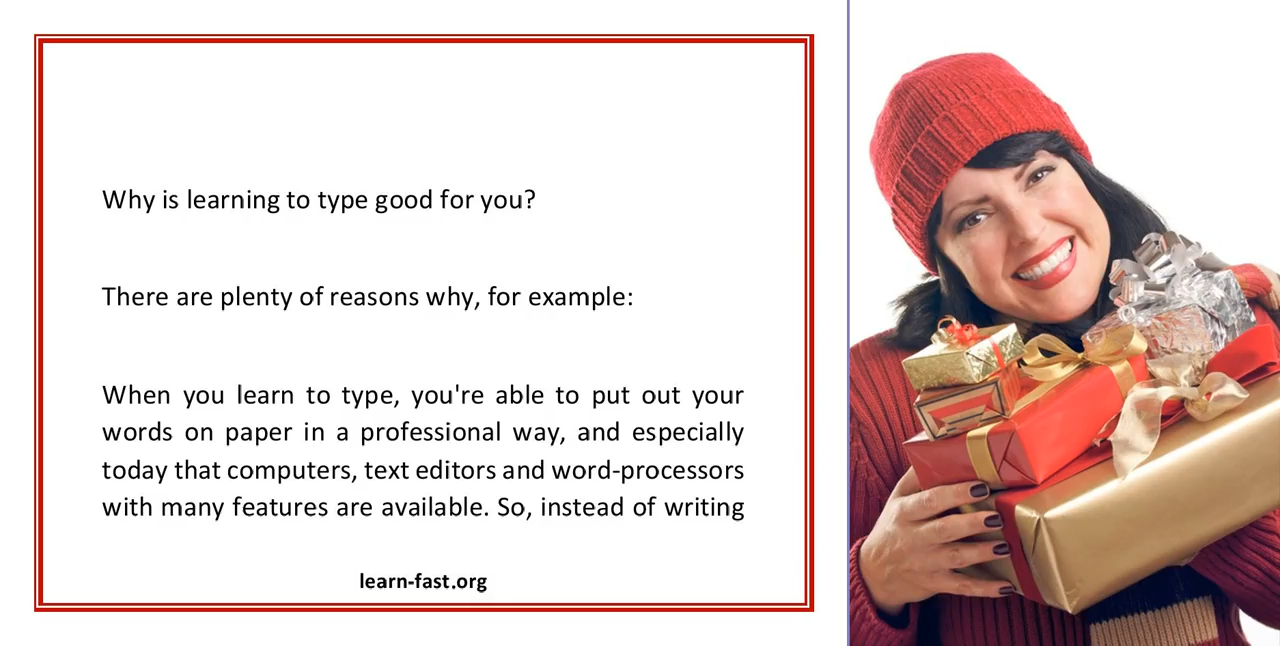 Why is learning to type good for you?
There are plenty of reasons why, for example:
When you learn to type, you're able to put out your
words on paper in a professional way, and especially
today that computers, text editors and word-processors
with many features are available. So, instead of writing
learn-fast.org